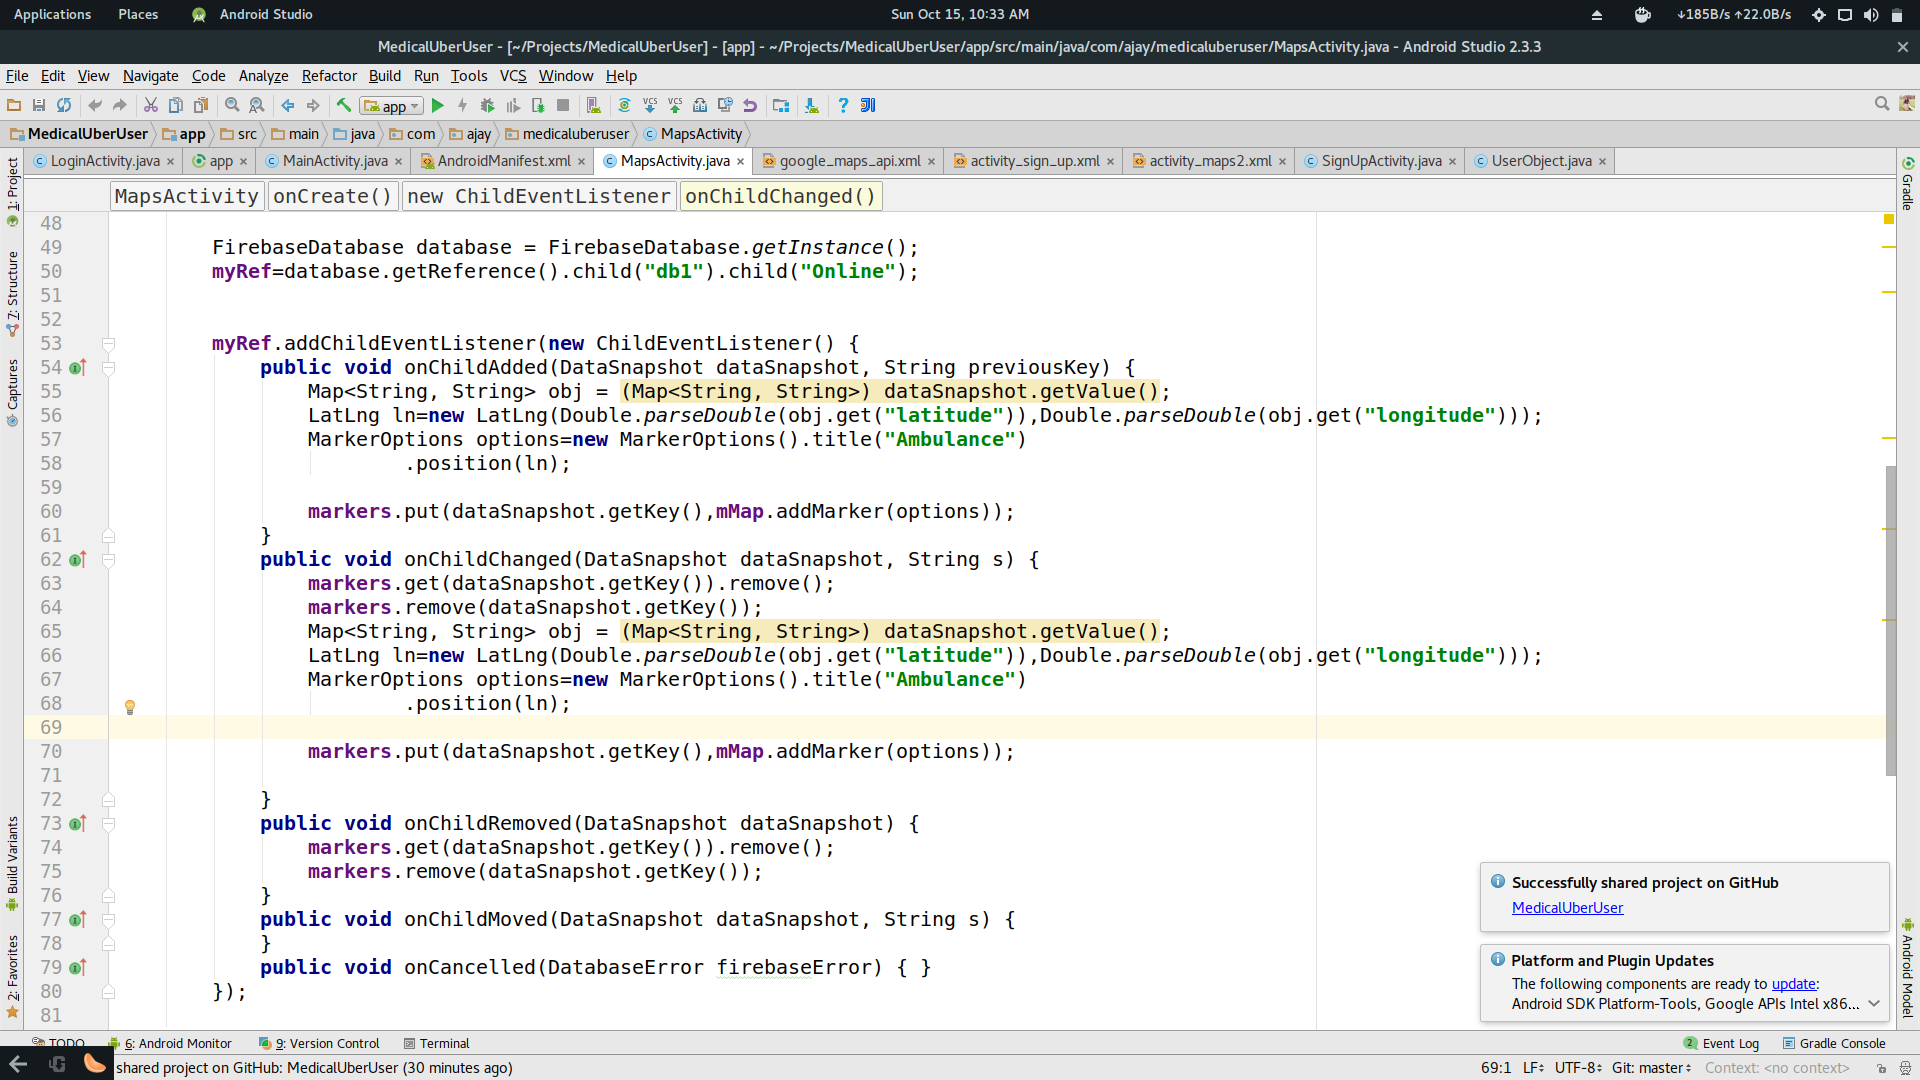 Applications Places Android Studio Sun Oct 15, 10:33 AM ↓185B/s ↑22.0B/s
MedicalUberUser - [~/Projects/MedicalUberUser] - [app] - ~/Projects/MedicalUberUser/app/src/main/java/com/ajay/medicaluberuser/MapsActivity.java - Android Studio 2.3.3
File Edit View Navigate Code Analyze Refactor Build Run Tools VCS Window Help
app VCS VCS ?
MedicalUberUser app src main java com ajay medicaluberuser MapsActivity
LoginActivity.java app MainActivity.java AndroidManifest.xml MapsActivity.java google_maps_api.xml activity_sign_up.xml activity_maps2.xml SignUpActivity.java UserObject.java
MapsActivity onCreate() new ChildEventListener onChildChanged()
1: Project
7: Structure
Captures
Build Variants
2: Favorites
48
49 FirebaseDatabase database = FirebaseDatabase.getInstance();
50 myRef=database.getReference().child("db1").child("Online");
51
52
53 myRef.addChildEventListener(new ChildEventListener() {
54 public void onChildAdded(DataSnapshot dataSnapshot, String previousKey) {
55 Map<String, String> obj = (Map<String, String>) dataSnapshot.getValue();
56 LatLng ln=new LatLng(Double.parseDouble(obj.get("latitude")),Double.parseDouble(obj.get("longitude")));
57 MarkerOptions options=new MarkerOptions().title("Ambulance")
58 .position(ln);
59
60 markers.put(dataSnapshot.getKey(),mMap.addMarker(options));
61 }
62 public void onChildChanged(DataSnapshot dataSnapshot, String s) {
63 markers.get(dataSnapshot.getKey()).remove();
64 markers.remove(dataSnapshot.getKey());
65 Map<String, String> obj = (Map<String, String>) dataSnapshot.getValue();
66 LatLng ln=new LatLng(Double.parseDouble(obj.get("latitude")),Double.parseDouble(obj.get("longitude")));
67 MarkerOptions options=new MarkerOptions().title("Ambulance")
68 .position(ln);
69
70 markers.put(dataSnapshot.getKey(),mMap.addMarker(options));
71
72 }
73 public void onChildRemoved(DataSnapshot dataSnapshot) {
74 markers.get(dataSnapshot.getKey()).remove();
75 markers.remove(dataSnapshot.getKey());
76 }
77 public void onChildMoved(DataSnapshot dataSnapshot, String s) {
78 }
79 public void onCancelled(DatabaseError firebaseError) { }
80 });
81
Gradle
Android Model
Successfully shared project on GitHub
MedicalUberUser
Platform and Plugin Updates
The following components are ready to update:
Android SDK Platform-Tools, Google APIs Intel x86...
TODO 6: Android Monitor 9: Version Control Terminal 2 Event Log Gradle Console
shared project on GitHub: MedicalUberUser (30 minutes ago) 69:1 LF UTF-8 Git: master Context: <no context>